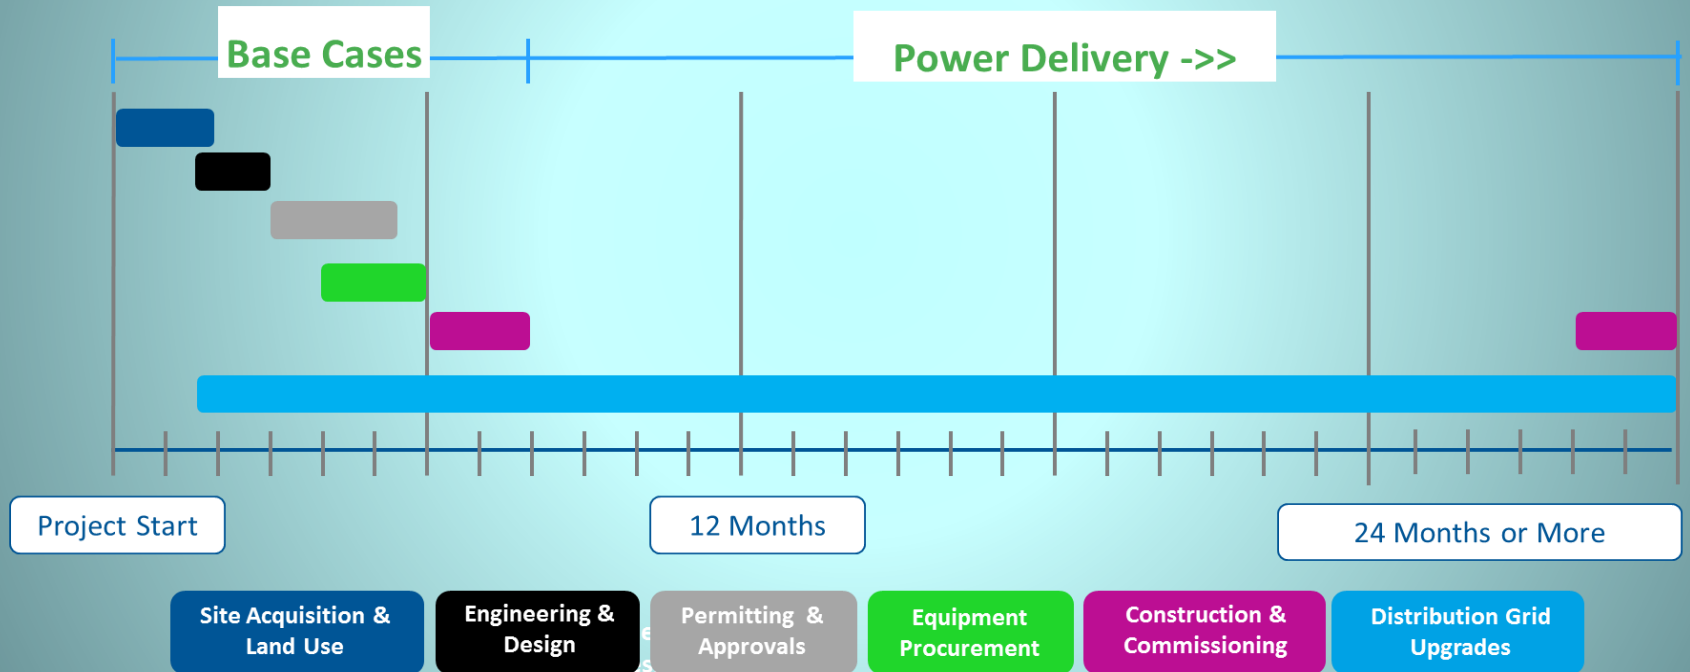 Base Cases
Power Delivery ->>
Project Start
12 Months
24 Months or More
Site Acquisition &
Land Use
Engineering &
Design
Permitting &
Approvals
Equipment
Procurement
Construction &
Commissioning
Distribution Grid
Upgrades